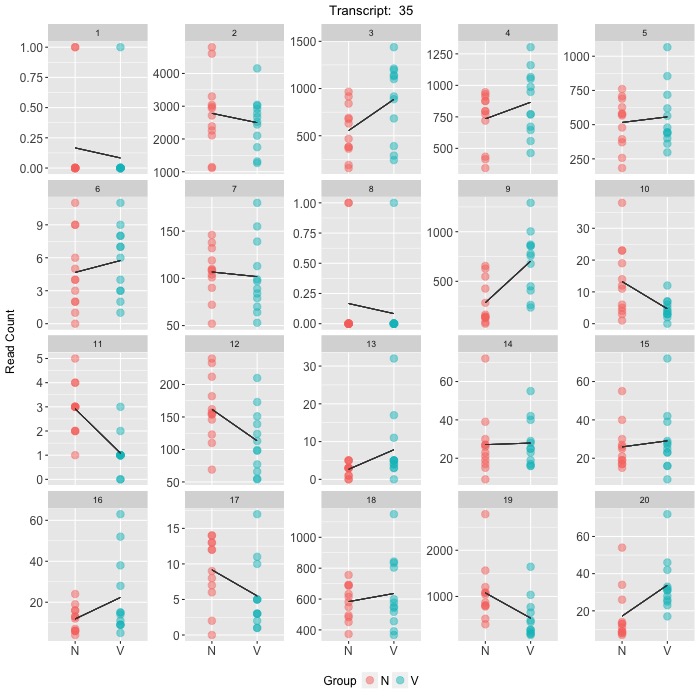 Transcript: 35
1 2 3 4 5
1.00 0.75 0.50 0.25 0.00
4000 3000 2000 1000
1500 1000 500
1250 1000 750 500
1000 750 500 250
6 7 8 9 10
9 6 3 0
150 100 50
1.00 0.75 0.50 0.25 0.00
1000 500
30 20 10 0
Read Count
11 12 13 14 15
5 4 3 2 1 0
200 150 100 50
30 20 10 0
60 40 20
60 40 20
16 17 18 19 20
60 40 20
15 10 5 0
1000 800 600 400
2000 1000
60 40 20
N V N V N V N V N V
Group N V